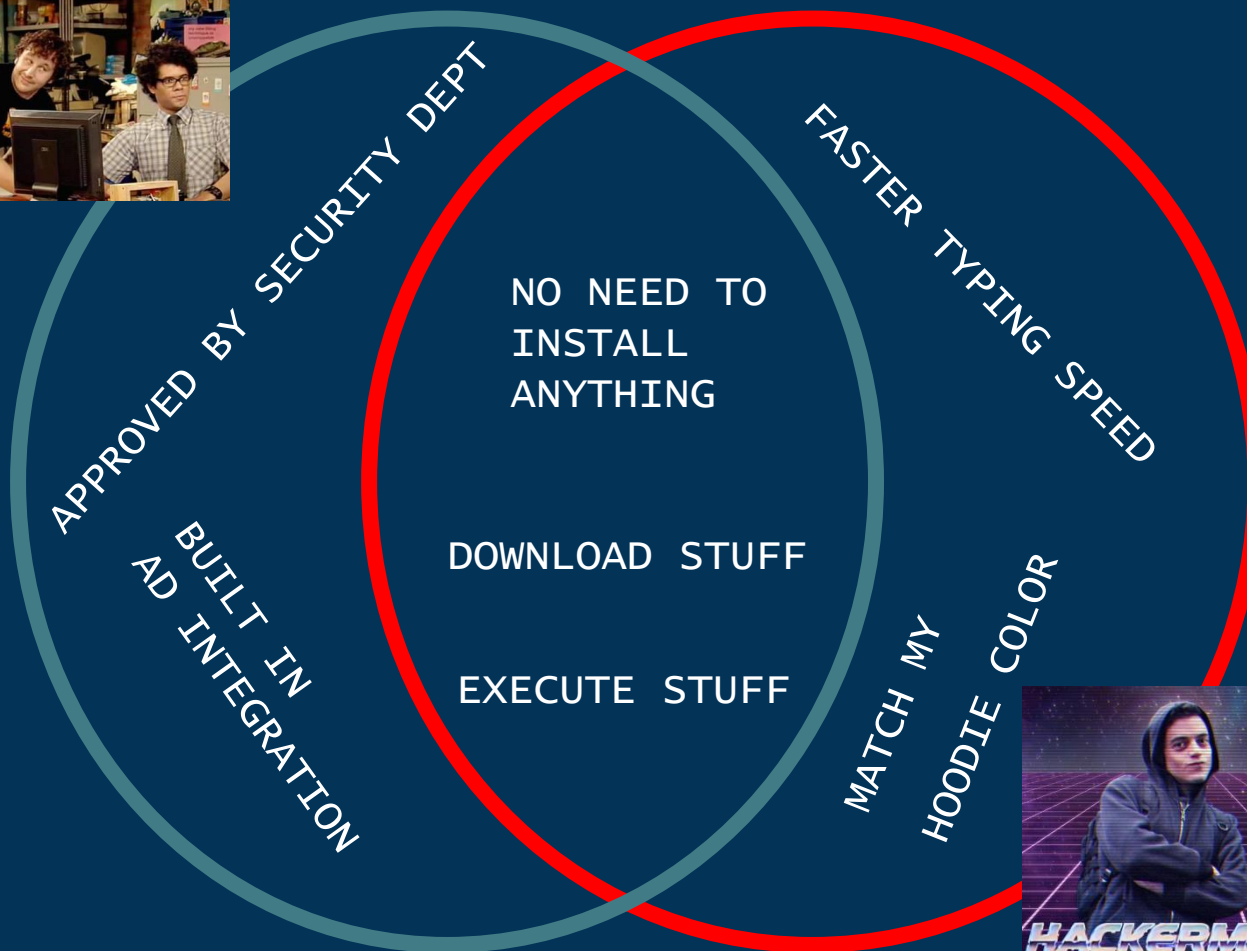 APPROVED BY SECURITY DEPT
BUILT IN
AD INTEGRATION
NO NEED TO
INSTALL
ANYTHING
DOWNLOAD STUFF
EXECUTE STUFF
FASTER TYPING SPEED
MATCH MY
HOODIE COLOR
HACKERM